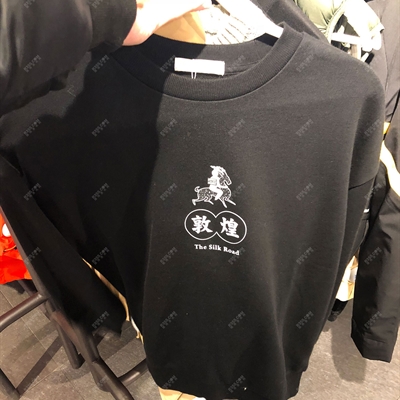 敦煌
The Silk Road